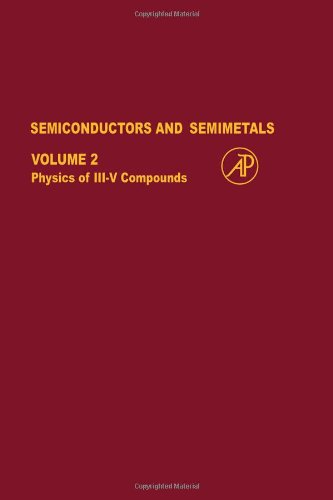 SEMICONDUCTORS AND SEMIMETALS
VOLUME 2
Physics of III-V Compounds
AP